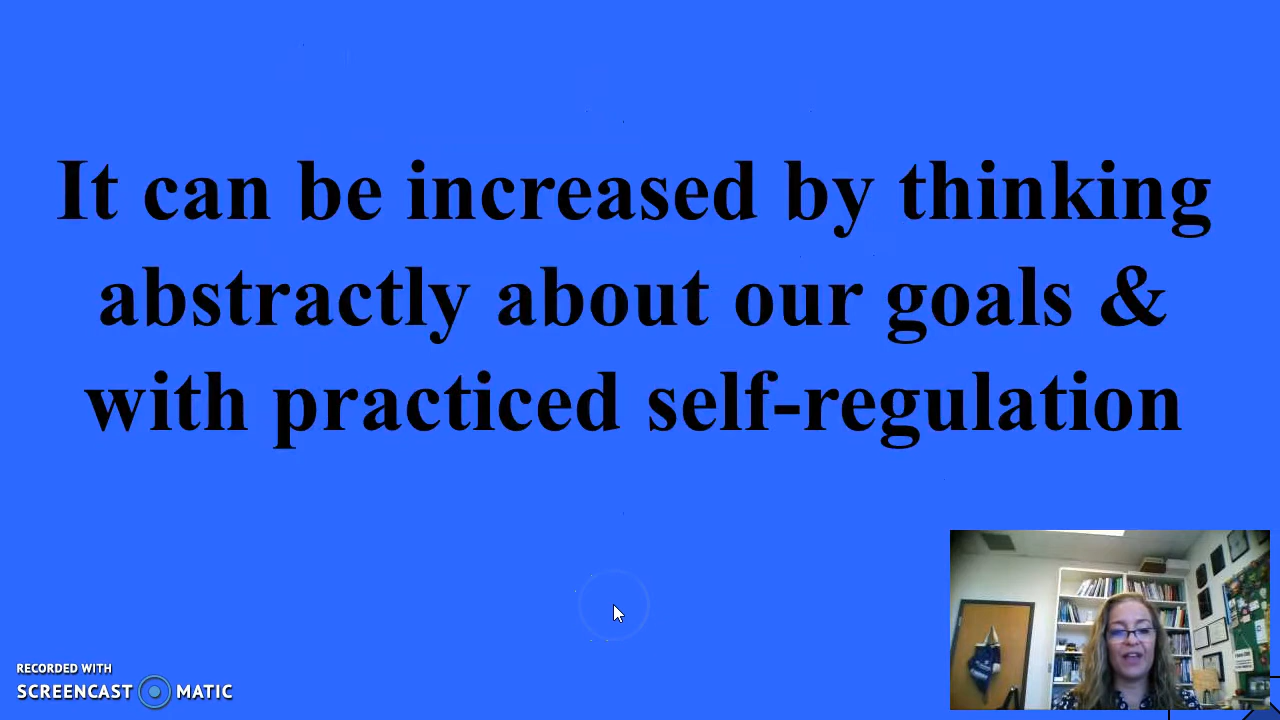 It can be increased by thinking
abstractly about our goals &
with practiced self-regulation
RECORDED WITH
SCREENCAST MATIC